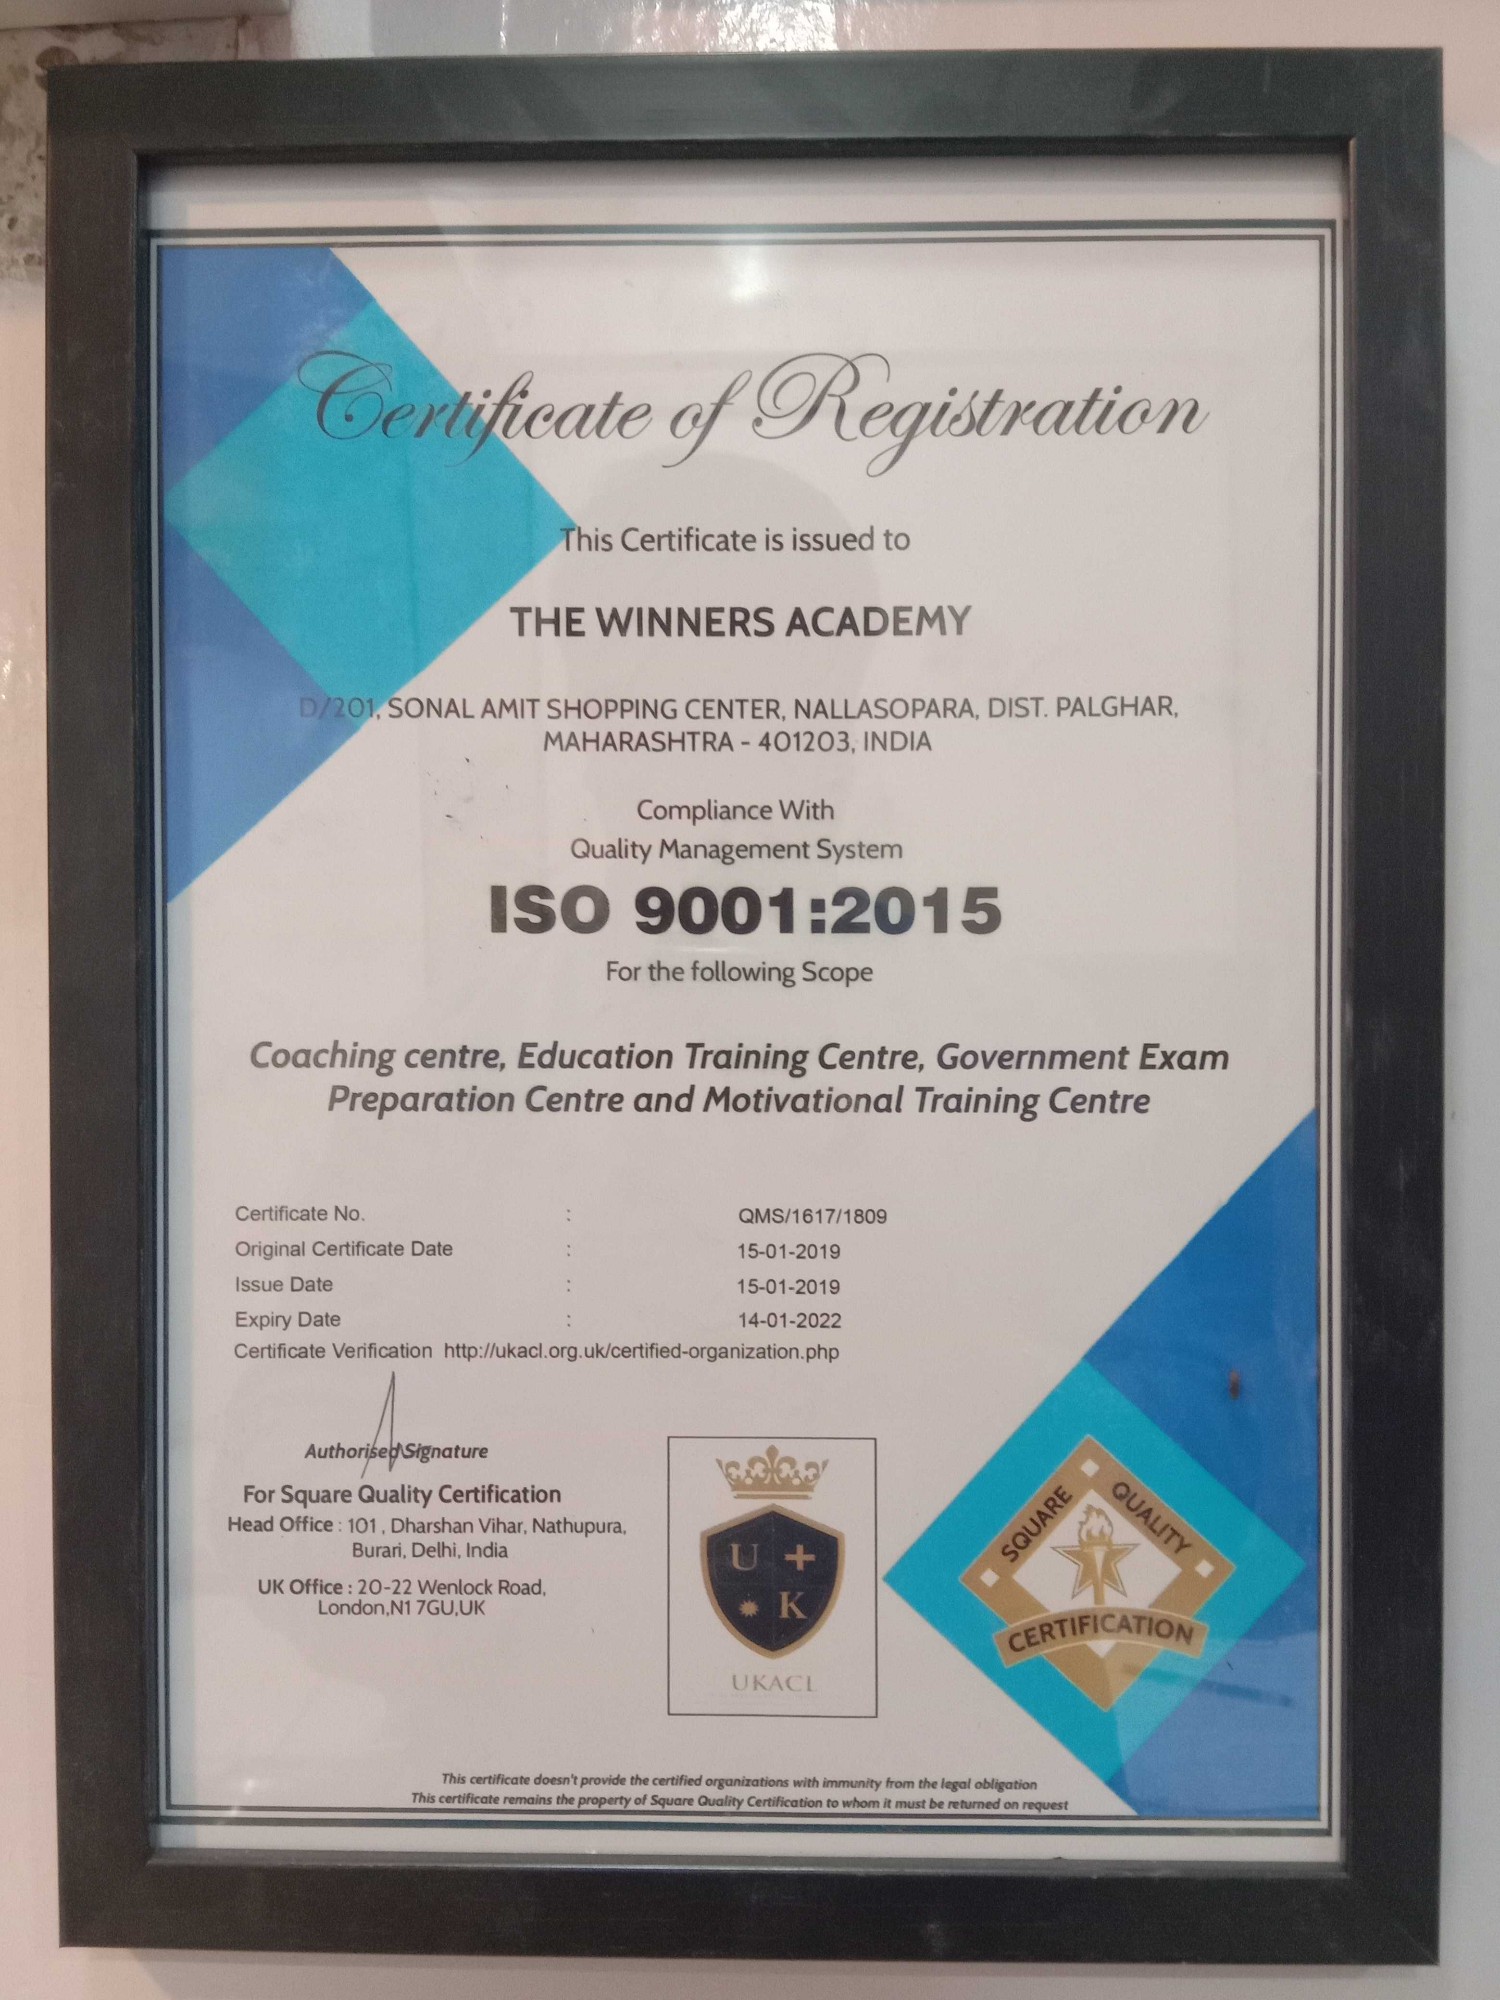 Certificate of Registration
This Certificate is issued to
THE WINNERS ACADEMY
D/201, SONAL AMIT SHOPPING CENTER, NALLASOPARA, DIST. PALGHAR,
MAHARASHTRA - 401203, INDIA
Compliance With
Quality Management System
ISO 9001:2015
For the following Scope
Coaching centre, Education Training Centre, Government Exam
Preparation Centre and Motivational Training Centre
Certificate No. : QMS/1617/1809
Original Certificate Date : 15-01-2019
Issue Date : 15-01-2019
Expiry Date : 14-01-2022
Certificate Verification http://ukacl.org.uk/certified-organization.php
Authorised Signature
For Square Quality Certification
Head Office : 101 , Dharshan Vihar, Nathupura,
Burari, Delhi, India
UK Office : 20-22 Wenlock Road,
London,N1 7GU,UK
U
K
UKACL
SQUARE QUALITY
CERTIFICATION
This certificate doesn't provide the certified organizations with immunity from the legal obligation
This certificate remains the property of Square Quality Certification to whom it must be returned on request